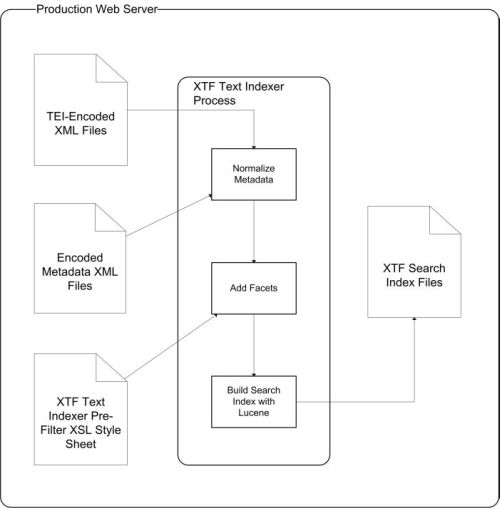 Production Web Server
TEI-Encoded
XML Files
XTF Text Indexer
Process
Normalize
Metadata
Encoded
Metadata XML
Files
XTF Search
Index Files
Add Facets
XTF Text
Indexer Pre-
Filter XSL Style
Sheet
Build Search
Index with
Lucene